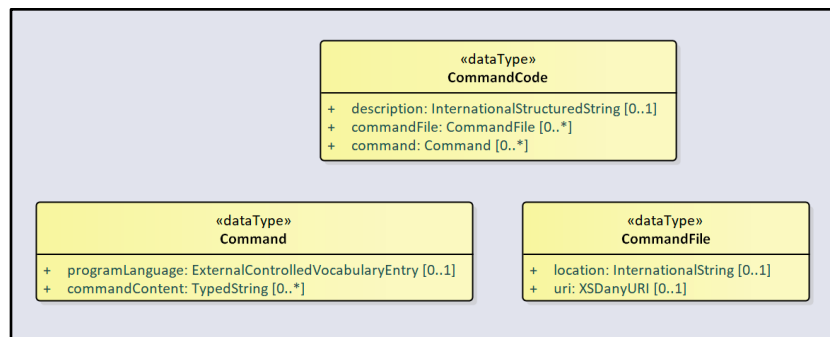 «dataType»
CommandCode
+ description: InternationalStructuredString [0..1]
+ commandFile: CommandFile [0..*]
+ command: Command [0..*]
«dataType»
Command
+ programLanguage: ExternalControlledVocabularyEntry [0..1]
+ commandContent: TypedString [0..*]
«dataType»
CommandFile
+ location: InternationalString [0..1]
+ uri: XSDanyURI [0..1]